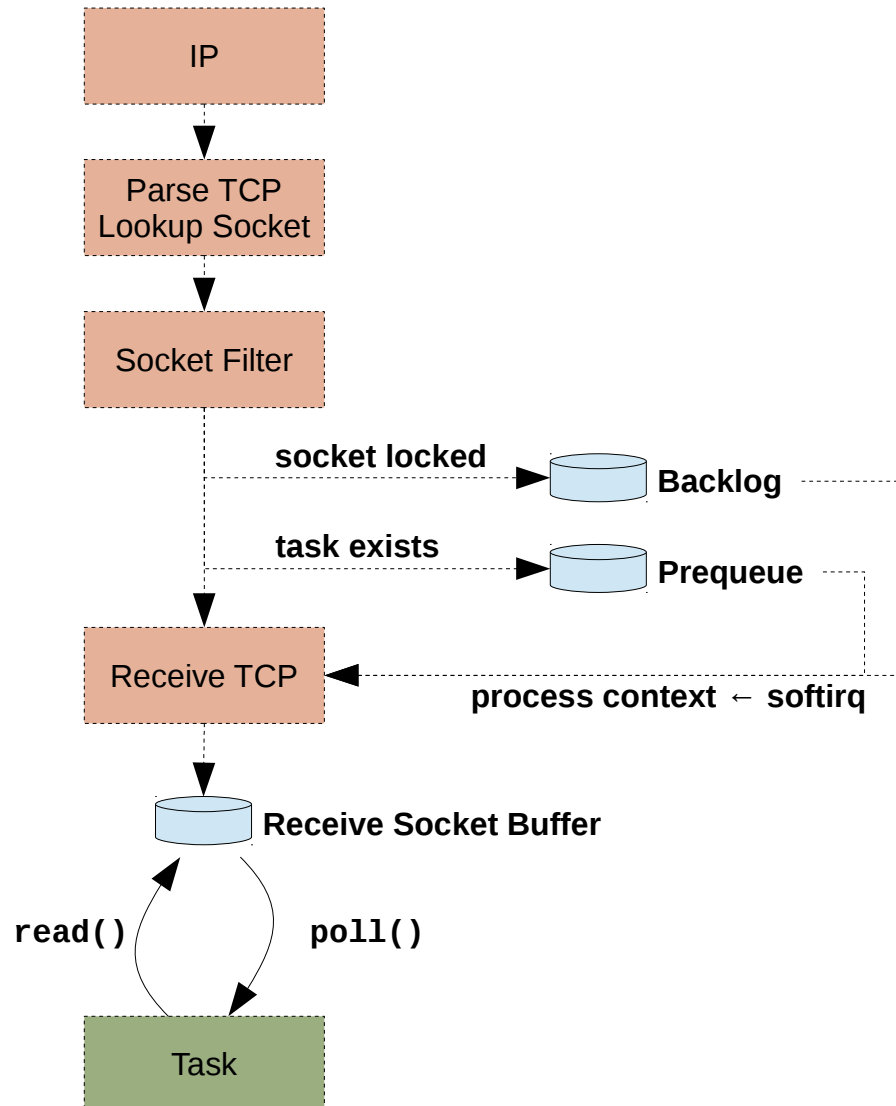 IP
Parse TCP
Lookup Socket
Socket Filter
socket locked
Backlog
task exists
Prequeue
Receive TCP
process context ← softirq
Receive Socket Buffer
read()
poll()
Task